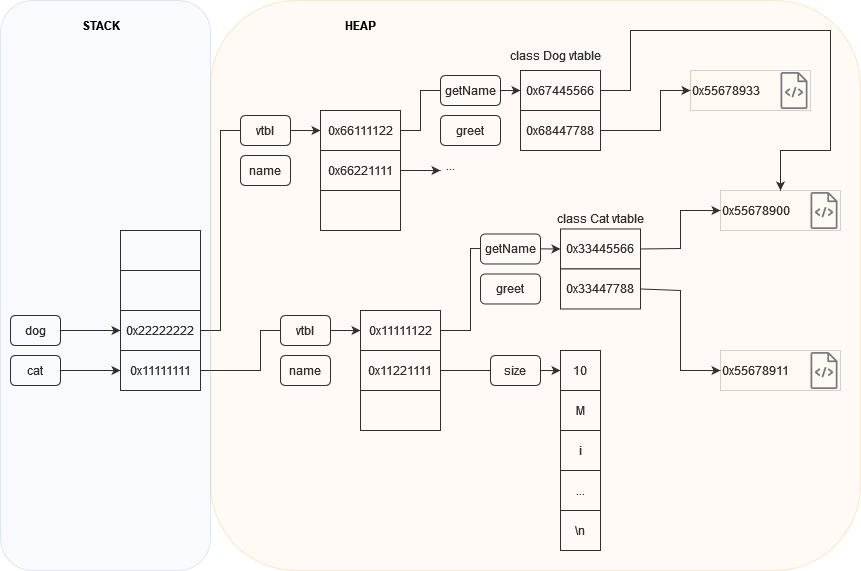 STACK
HEAP
class Dog vtable
getName
0x67445566
0x55678933
vtbl
0x66111122
greet
0x68447788
name
0x66221111
...
0x55678900
class Cat vtable
getName
0x33445566
greet
0x33447788
dog
0x22222222
vtbl
0x11111122
cat
0x11111111
name
0x11221111
size
10
0x55678911
M
i
...
\n